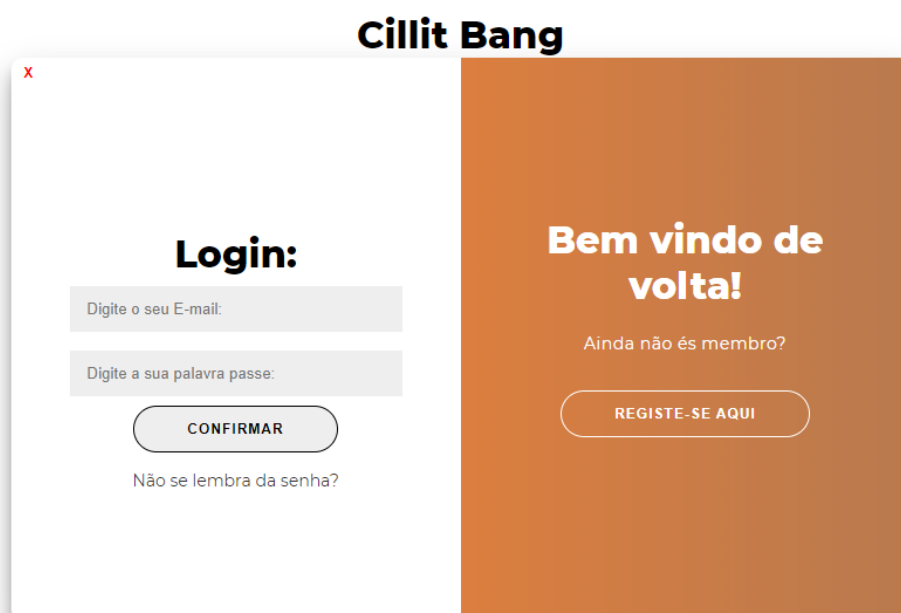 Cillit Bang
X
Login:
Digite o seu E-mail:
Digite a sua palavra passe:
CONFIRMAR
Não se lembra da senha?
Bem vindo de
volta!
Ainda não és membro?
REGISTE-SE AQUI